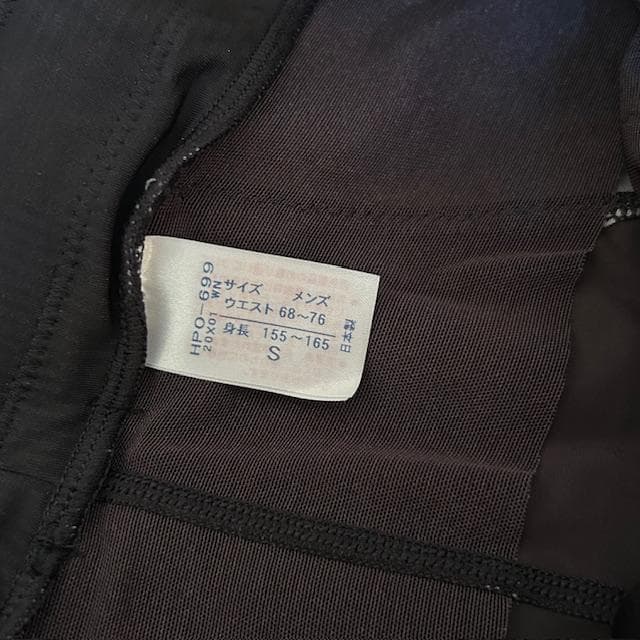 サイズ メンズ
ウエスト 68〜76
身長 155〜165
S
HPO-699
20X01 WN
日本製